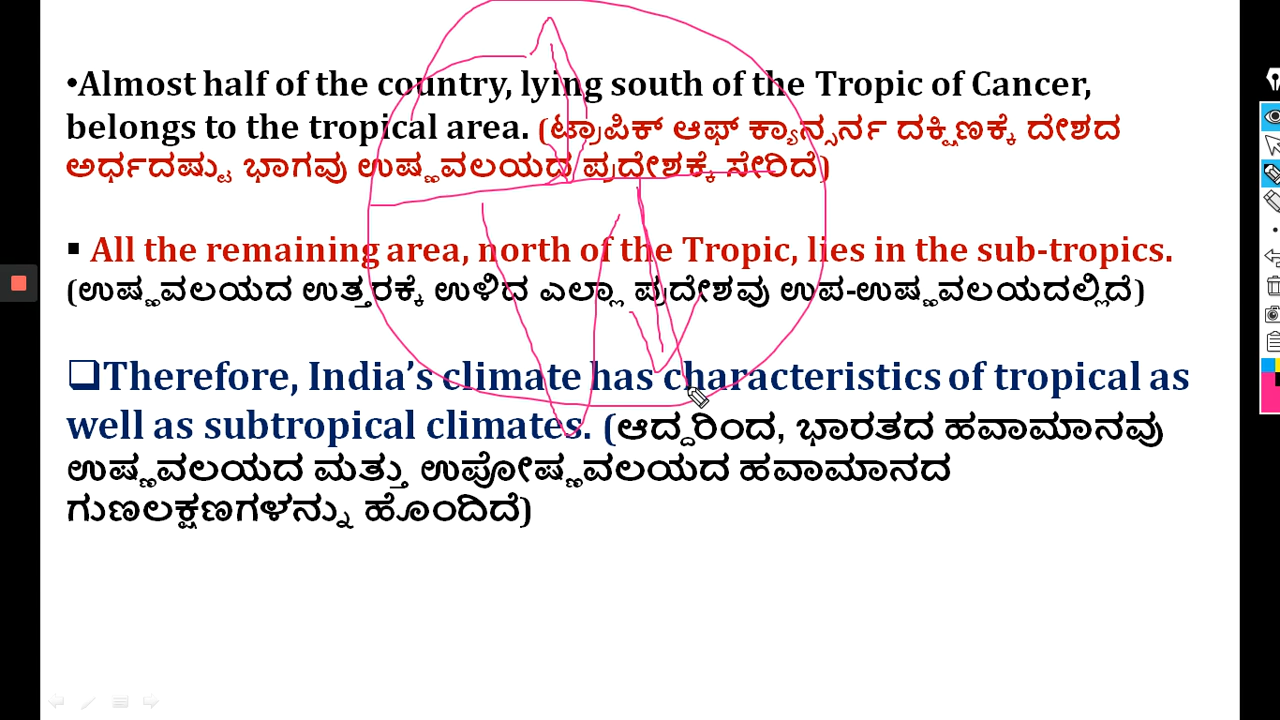 •Almost half of the country, lying south of the Tropic of Cancer,
belongs to the tropical area. (ಟ್ರಾಪಿಕ್ ಆಫ್ ಕ್ಯಾನ್ಸರ್ನ ದಕ್ಷಿಣಕ್ಕೆ ದೇಶದ
ಅರ್ಧದಷ್ಟು ಭಾಗವು ಉಷ್ಣವಲಯದ ಪ್ರದೇಶಕ್ಕೆ ಸೇರಿದೆ)
▪ All the remaining area, north of the Tropic, lies in the sub-tropics.
(ಉಷ್ಣವಲಯದ ಉತ್ತರಕ್ಕೆ ಉಳಿದ ಎಲ್ಲಾ ಪ್ರದೇಶವು ಉಪ-ಉಷ್ಣವಲಯದಲ್ಲಿದೆ)
❑Therefore, India’s climate has characteristics of tropical as
well as subtropical climates. (ಆದ್ದರಿಂದ, ಭಾರತದ ಹವಾಮಾನವು
ಉಷ್ಣವಲಯದ ಮತ್ತು ಉಪೋಷ್ಣವಲಯದ ಹವಾಮಾನದ
ಗುಣಲಕ್ಷಣಗಳನ್ನು ಹೊಂದಿದೆ)